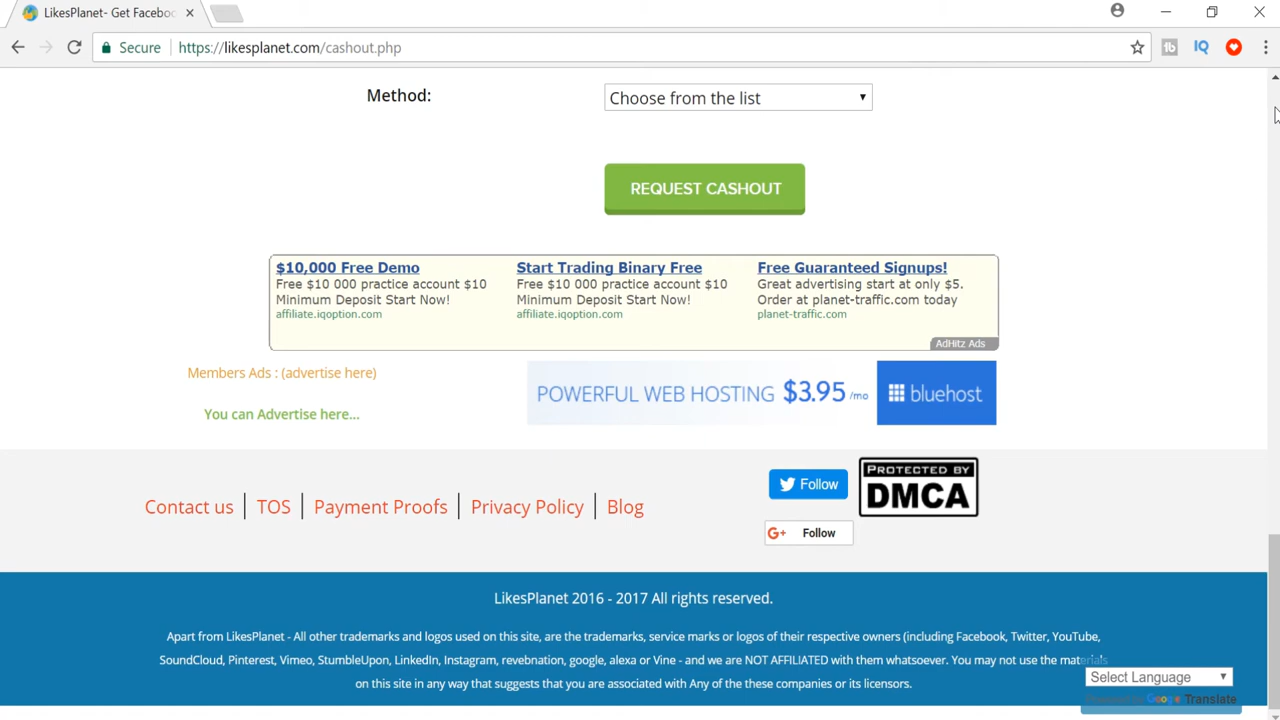 LikesPlanet- Get Faceboo
Secure https://likesplanet.com/cashout.php
IQ
Method:
Choose from the list
REQUEST CASHOUT
$10,000 Free Demo
Free $10 000 practice account $10
Minimum Deposit Start Now!
affiliate.iqoption.com
Start Trading Binary Free
Free $10 000 practice account $10
Minimum Deposit Start Now!
affiliate.iqoption.com
Free Guaranteed Signups!
Great advertising start at only $5.
Order at planet-traffic.com today
planet-traffic.com
AdHitz Ads
Members Ads : (advertise here)
You can Advertise here...
POWERFUL WEB HOSTING $3.95 /mo bluehost
Contact us TOS Payment Proofs Privacy Policy Blog
Follow
PROTECTED BY
DMCA
G+ Follow
LikesPlanet 2016 - 2017 All rights reserved.
Apart from LikesPlanet - All other trademarks and logos used on this site, are the trademarks, service marks or logos of their respective owners (including Facebook, Twitter, YouTube,
SoundCloud, Pinterest, Vimeo, StumbleUpon, LinkedIn, Instagram, revebnation, google, alexa or Vine - and we are NOT AFFILIATED with them whatsoever. You may not use the materials
on this site in any way that suggests that you are associated with Any of the these companies or its licensors.
Select Language
Powered by Google Translate